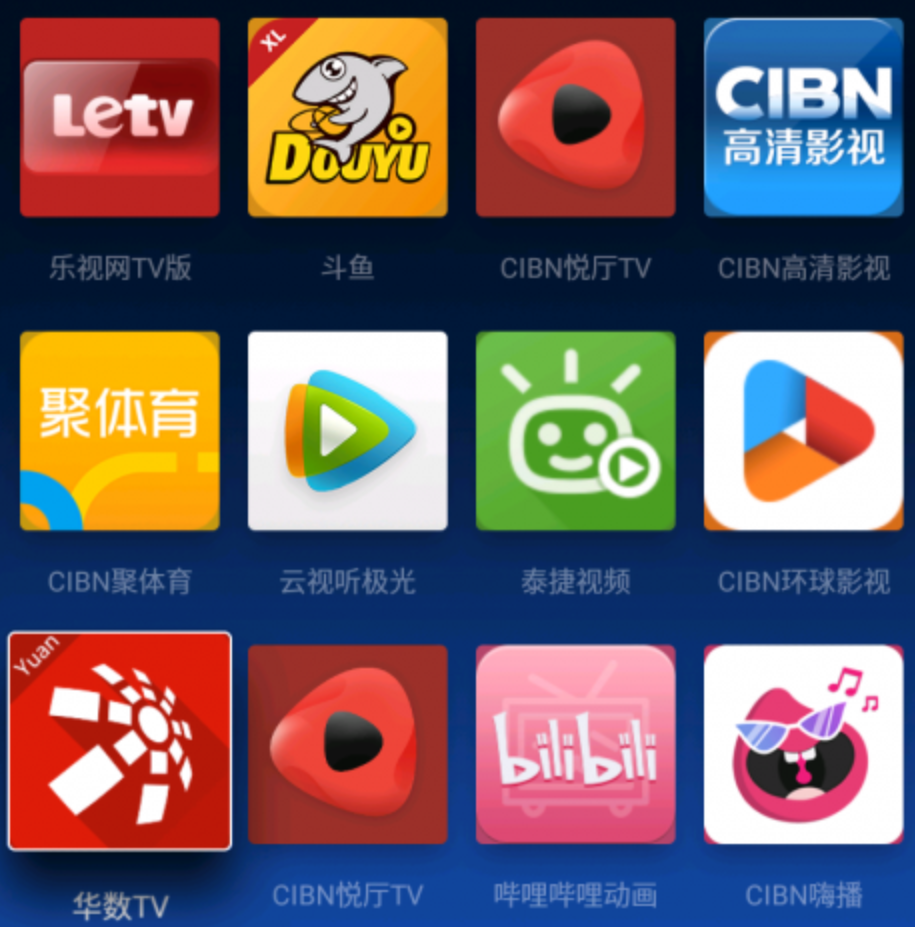 Letv
XL
DOUYU
CIBN
高清影视
乐视网TV版
斗鱼
CIBN悦厅TV
CIBN高清影视
聚体育
CIBN聚体育
云视听极光
泰捷视频
CIBN环球影视
Yuan
bilibili
华数TV
CIBN悦厅TV
哔哩哔哩动画
CIBN嗨播